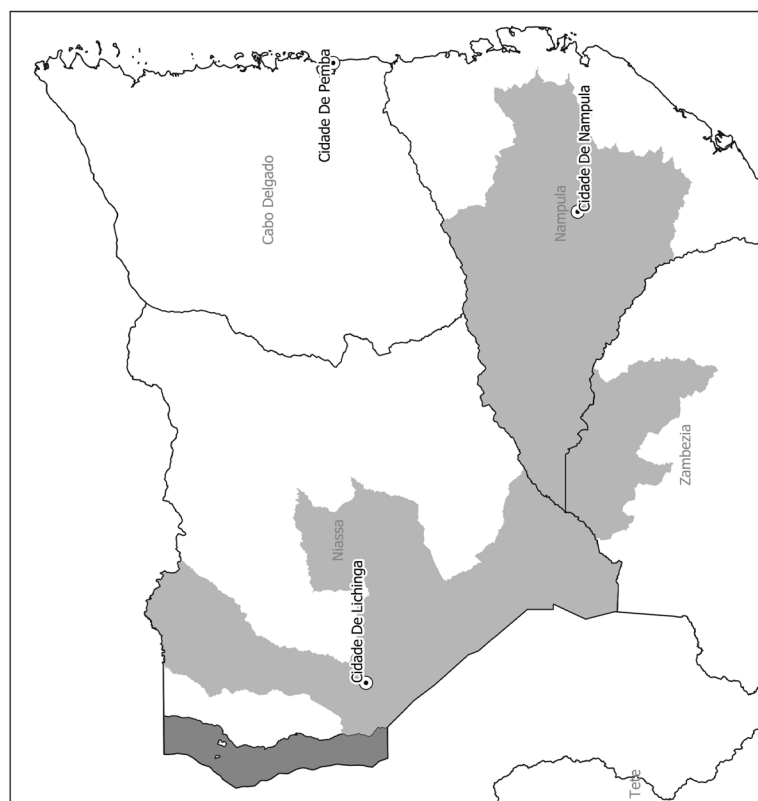 Cidade De Pemba
Cabo Delgado
Cidade De Nampula
Nampula
Zambezia
Niassa
Cidade De Lichinga
Tete